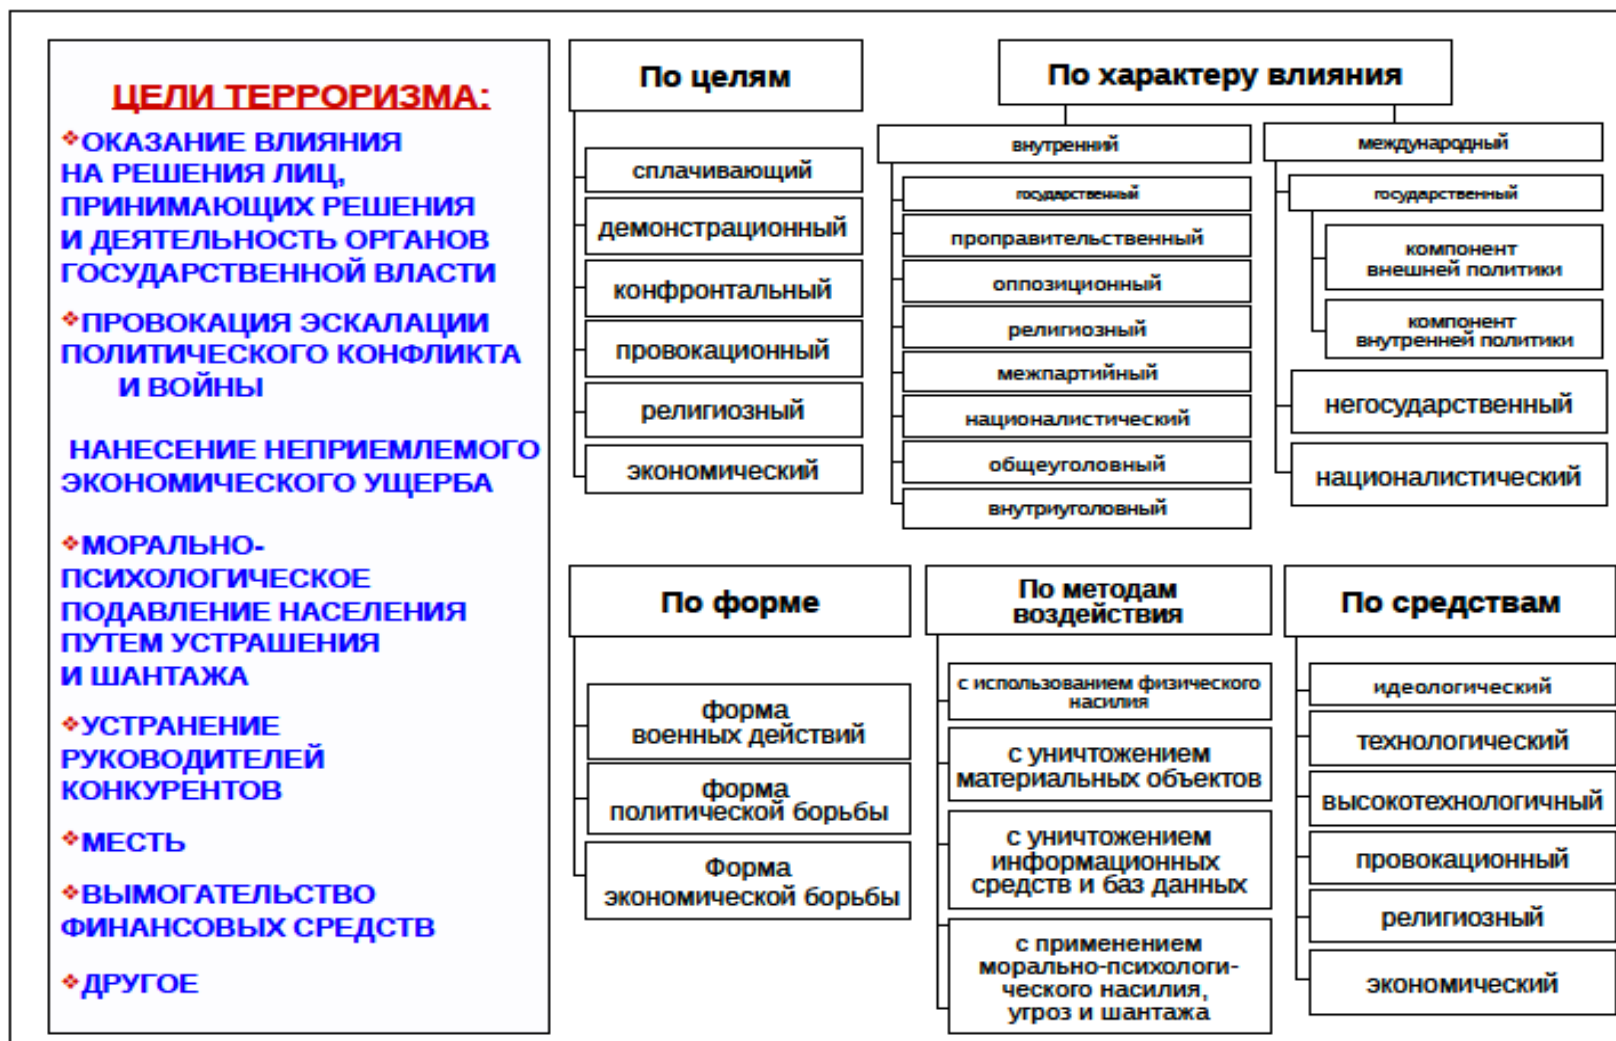 ЦЕЛИ ТЕРРОРИЗМА:
❖ОКАЗАНИЕ ВЛИЯНИЯ
НА РЕШЕНИЯ ЛИЦ,
ПРИНИМАЮЩИХ РЕШЕНИЯ
И ДЕЯТЕЛЬНОСТЬ ОРГАНОВ
ГОСУДАРСТВЕННОЙ ВЛАСТИ
❖ПРОВОКАЦИЯ ЭСКАЛАЦИИ
ПОЛИТИЧЕСКОГО КОНФЛИКТА
И ВОЙНЫ
НАНЕСЕНИЕ НЕПРИЕМЛЕМОГО
ЭКОНОМИЧЕСКОГО УЩЕРБА
❖МОРАЛЬНО-
ПСИХОЛОГИЧЕСКОЕ
ПОДАВЛЕНИЕ НАСЕЛЕНИЯ
ПУТЕМ УСТРАШЕНИЯ
И ШАНТАЖА
❖УСТРАНЕНИЕ
РУКОВОДИТЕЛЕЙ
КОНКУРЕНТОВ
❖МЕСТЬ
❖ВЫМОГАТЕЛЬСТВО
ФИНАНСОВЫХ СРЕДСТВ
❖ДРУГОЕ
По целям
сплачивающий
демонстрационный
конфронтальный
провокационный
религиозный
экономический
По характеру влияния
внутренний
государственный
проправительственный
оппозиционный
религиозный
межпартийный
националистический
общеуголовный
внутриуголовный
международный
государственный
компонент
внешней политики
компонент
внутренней политики
негосударственный
националистический
По форме
форма
военных действий
форма
политической борьбы
Форма
экономической борьбы
По методам
воздействия
с использованием физического
насилия
с уничтожением
материальных объектов
с уничтожением
информационных
средств и баз данных
с применением
морально-психологи-
ческого насилия,
угроз и шантажа
По средствам
идеологический
технологический
высокотехнологичный
провокационный
религиозный
экономический